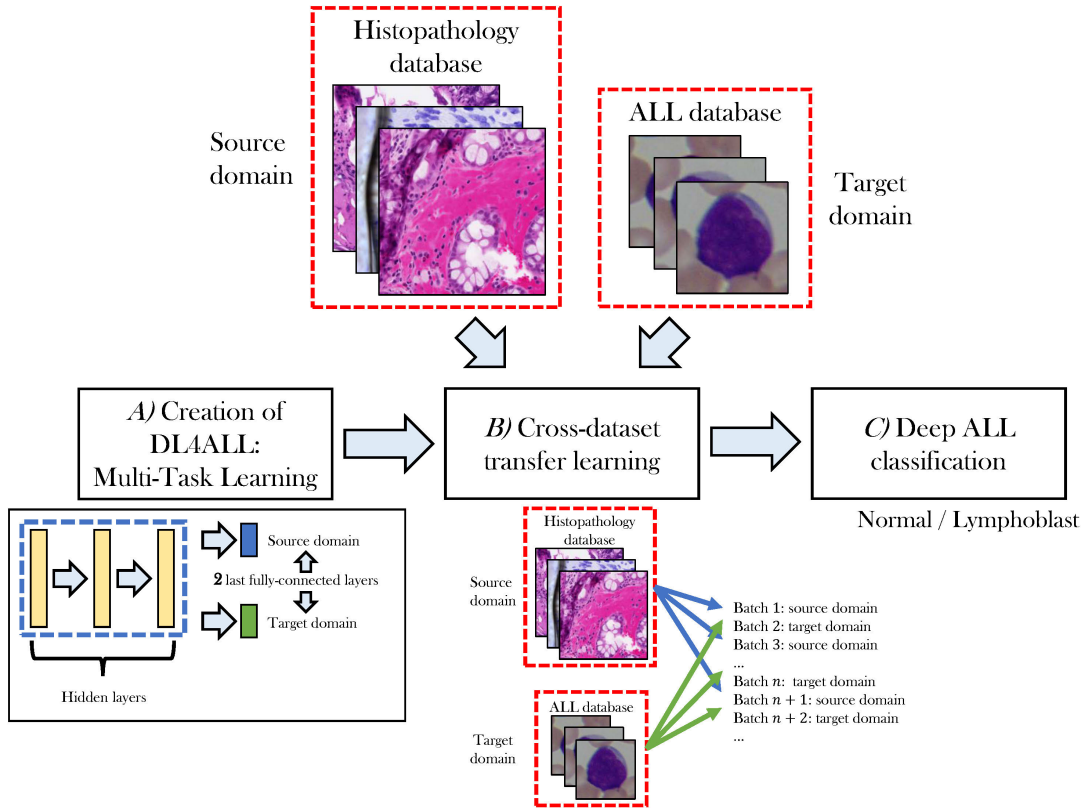 Histopathology
database
Source
domain
ALL database
Target
domain
A) Creation of
DL4ALL:
Multi-Task Learning
B) Cross-dataset
transfer learning
C) Deep ALL
classification
Normal / Lymphoblast
Source domain
2 last fully-connected layers
Target domain
Hidden layers
Histopathology
database
Source
domain
ALL database
Target
domain
Batch 1: source domain
Batch 2: target domain
Batch 3: source domain
...
Batch n: target domain
Batch n + 1: source domain
Batch n + 2: target domain
...